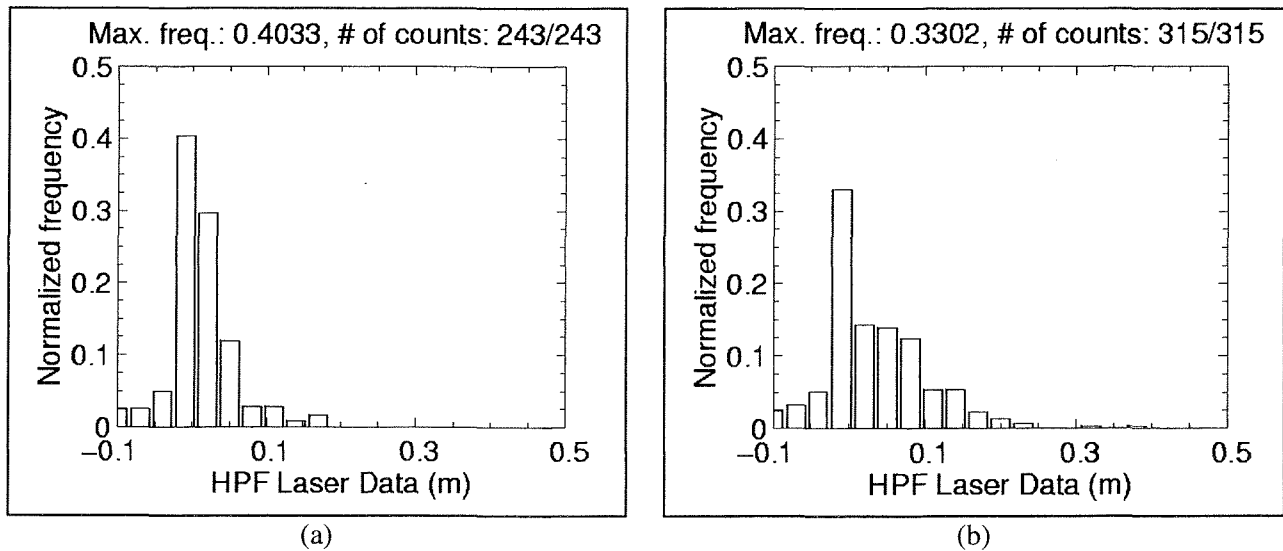 Max. freq.: 0.4033, # of counts: 243/243
0.5
0.4
0.3
0.2
0.1
0
Normalized frequency
−0.1 0.1 0.3 0.5
HPF Laser Data (m)
(a)
Max. freq.: 0.3302, # of counts: 315/315
0.5
0.4
0.3
0.2
0.1
0
Normalized frequency
−0.1 0.1 0.3 0.5
HPF Laser Data (m)
(b)